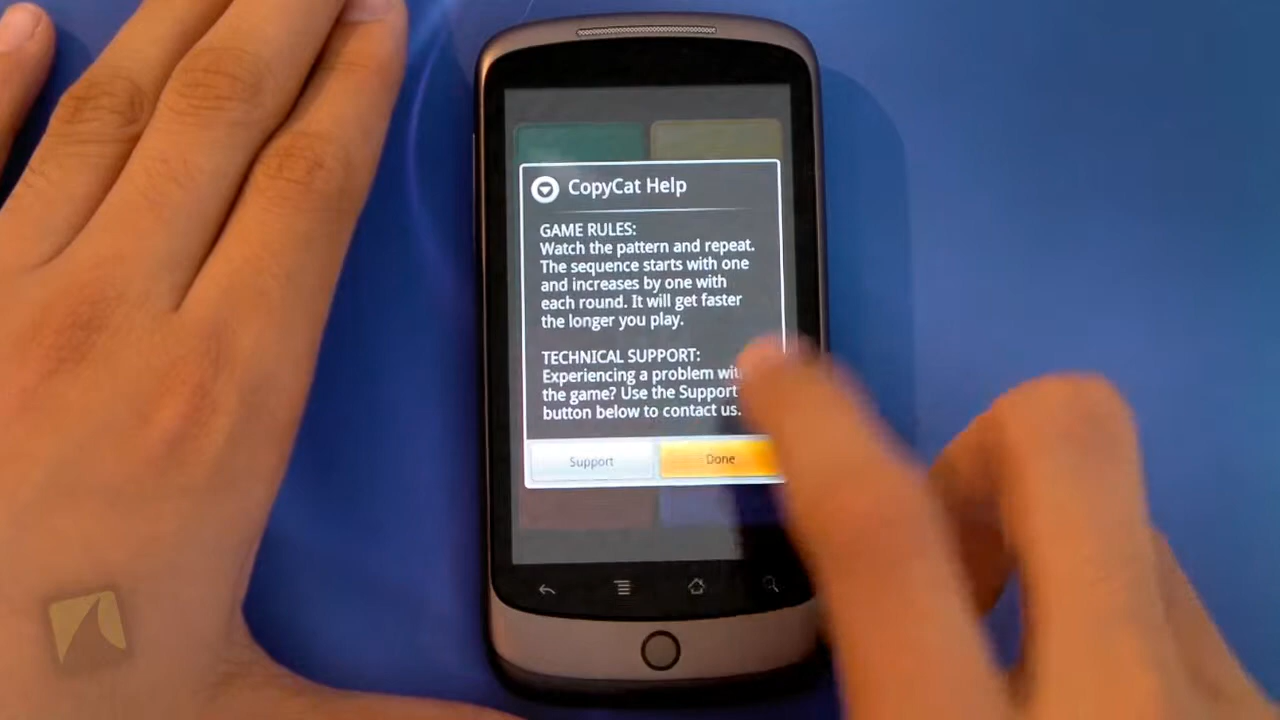 CopyCat Help
GAME RULES:
Watch the pattern and repeat.
The sequence starts with one
and increases by one with
each round. It will get faster
the longer you play.
TECHNICAL SUPPORT:
Experiencing a problem with
the game? Use the Support
button below to contact us.
Support
Done